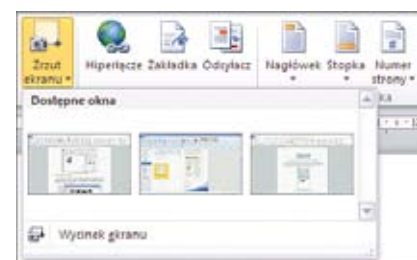 Zrzut ekranu Hiperłącze Zakładka Odsyłacz Nagłówek Stopka Numer strony
Dostępne okna
Wycinek ekranu